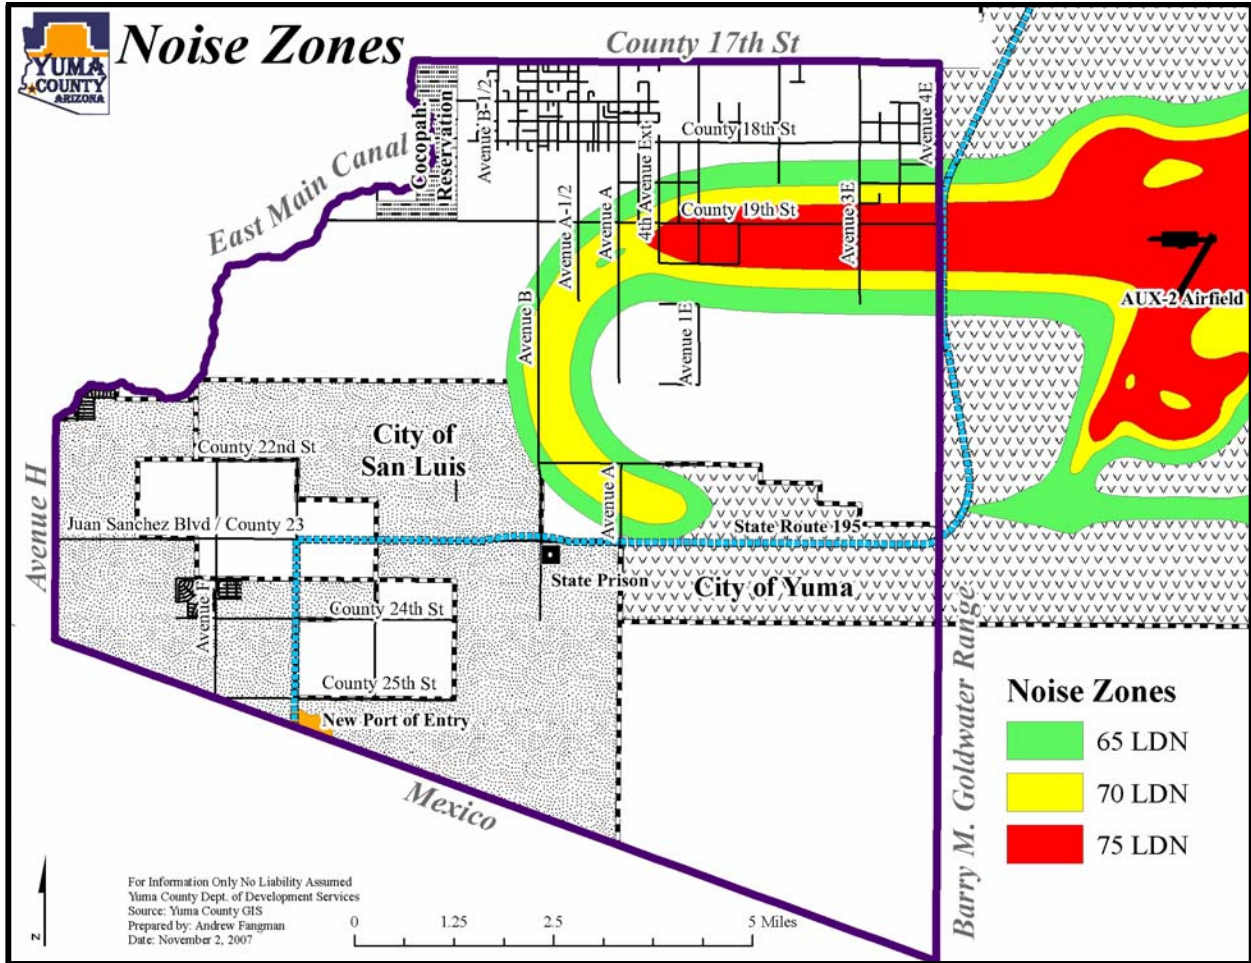 YUMA
COUNTY
ARIZONA
Noise Zones
County 17th St
Cocopah
Reservation
Avenue B-1/2
Avenue 4E
County 18th St
4th Avenue Ext
East Main Canal
Avenue A-1/2
Avenue A
County 19th St
Avenue 3E
AUX-2 Airfield
Avenue B
Avenue 1E
City of
San Luis
County 22nd St
Avenue H
Avenue A
Juan Sanchez Blvd / County 23
State Route 195
State Prison
City of Yuma
Avenue F
County 24th St
County 25th St
New Port of Entry
Mexico
Barry M. Goldwater Range
Noise Zones
65 LDN
70 LDN
75 LDN
For Information Only No Liability Assumed
Yuma County Dept. of Development Services
Source: Yuma County GIS
Prepared by: Andrew Fangman
Date: November 2, 2007
N
0 1.25 2.5 5 Miles